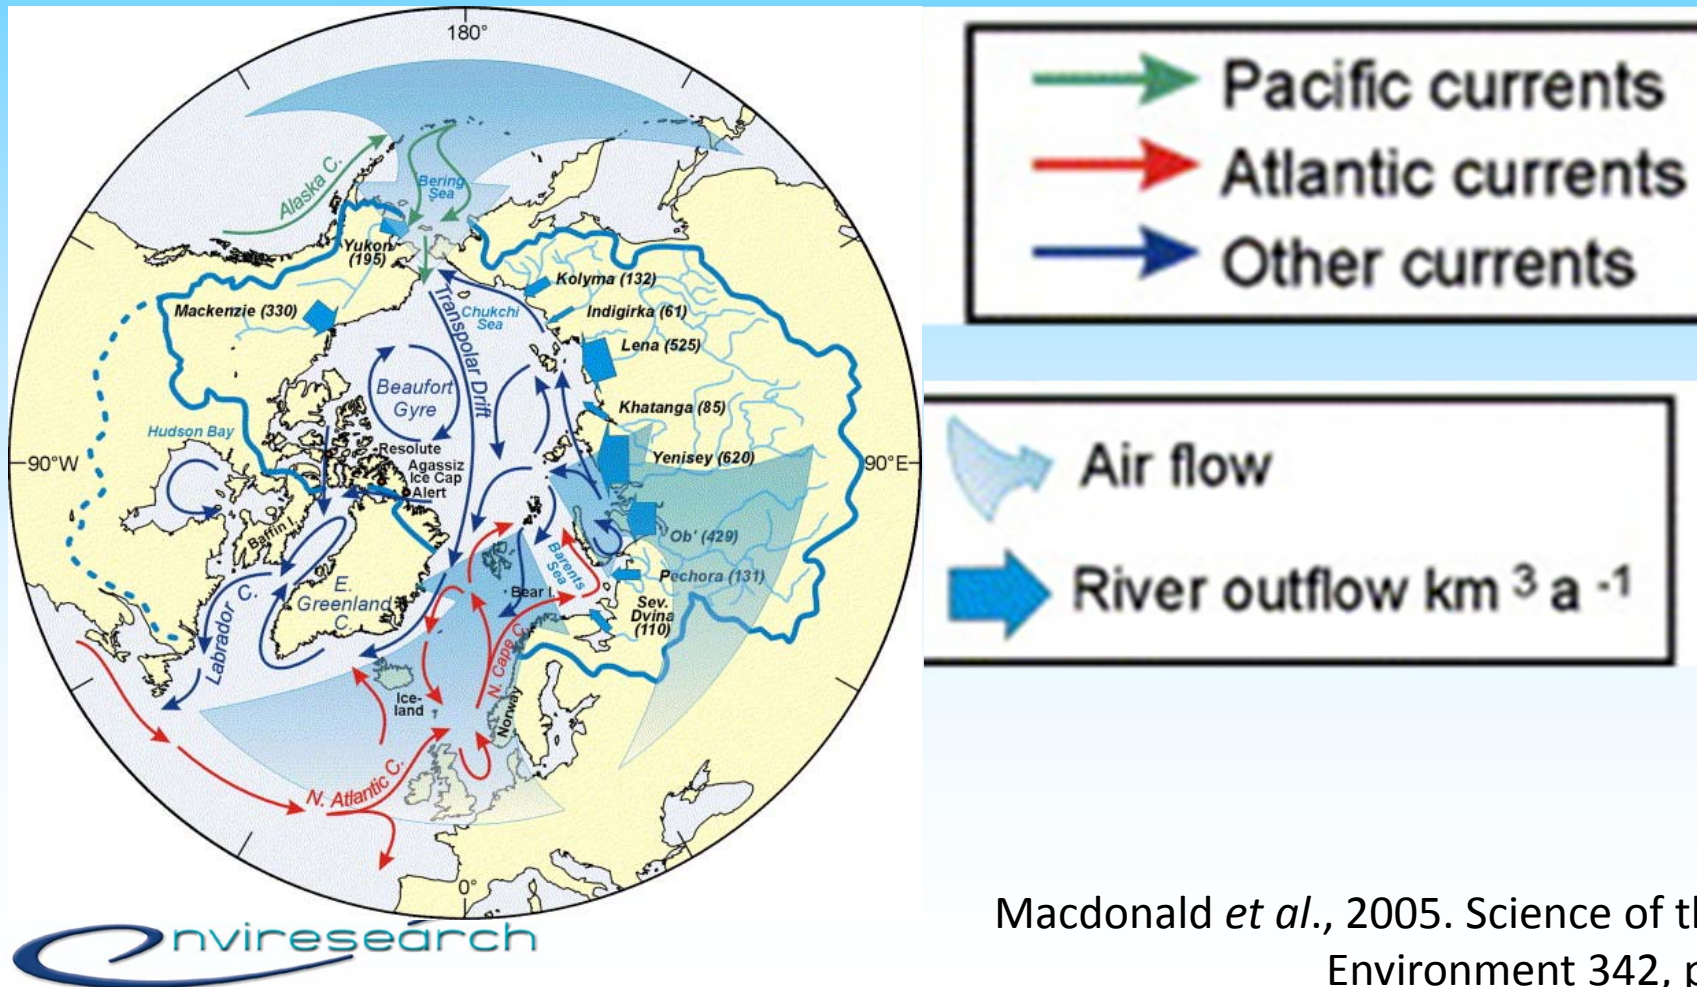 180°
Alaska C.
Bering
Sea
Yukon
(195)
Mackenzie (330)
Kolyma (132)
Indigirka (61)
Chukchi
Sea
Transpolar Drift
Lena (525)
Beaufort
Gyre
Khatanga (85)
Hudson Bay
Resolute
Agassiz
Ice Cap
Alert
Yenisey (620)
90°W
90°E
Baffin I.
Ob' (429)
Barents
Sea
Pechora (131)
Bear I.
Sev.
Dvina
(110)
E.
Greenland
C.
Labrador C.
N. Cape C.
Ice-
land
Norway
N. Atlantic C.
0°
Pacific currents
Atlantic currents
Other currents
Air flow
River outflow km 3 a -1
enviresearch
Macdonald et al., 2005. Science of th
Environment 342, p